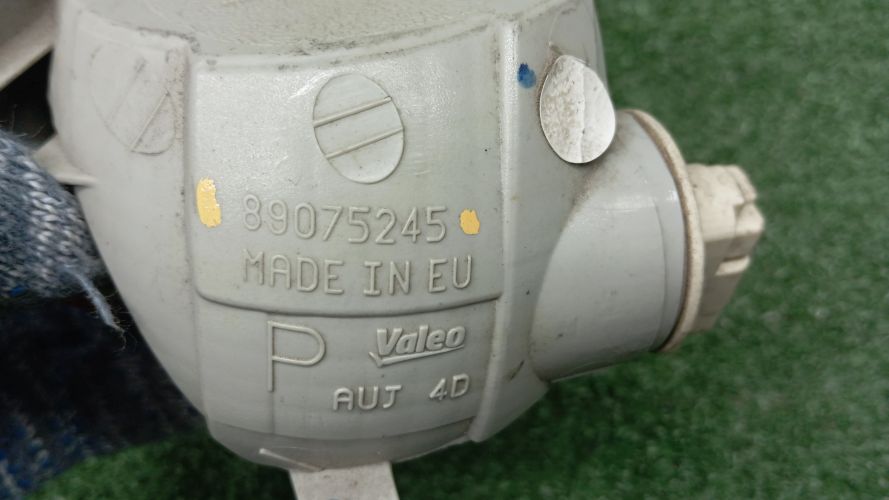 89075245
MADE IN EU
P
Valeo
AUJ 4D